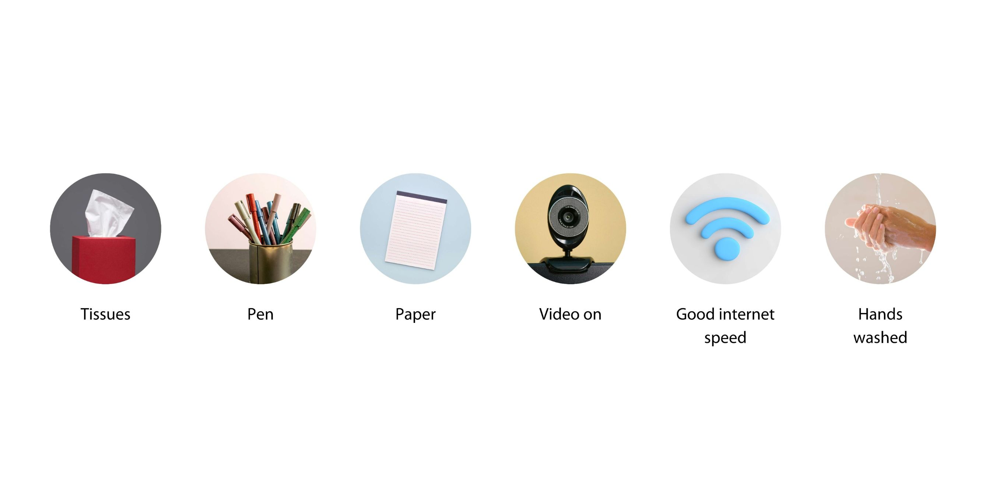 Tissues
Pen
Paper
Video on
Good internet
speed
Hands
washed